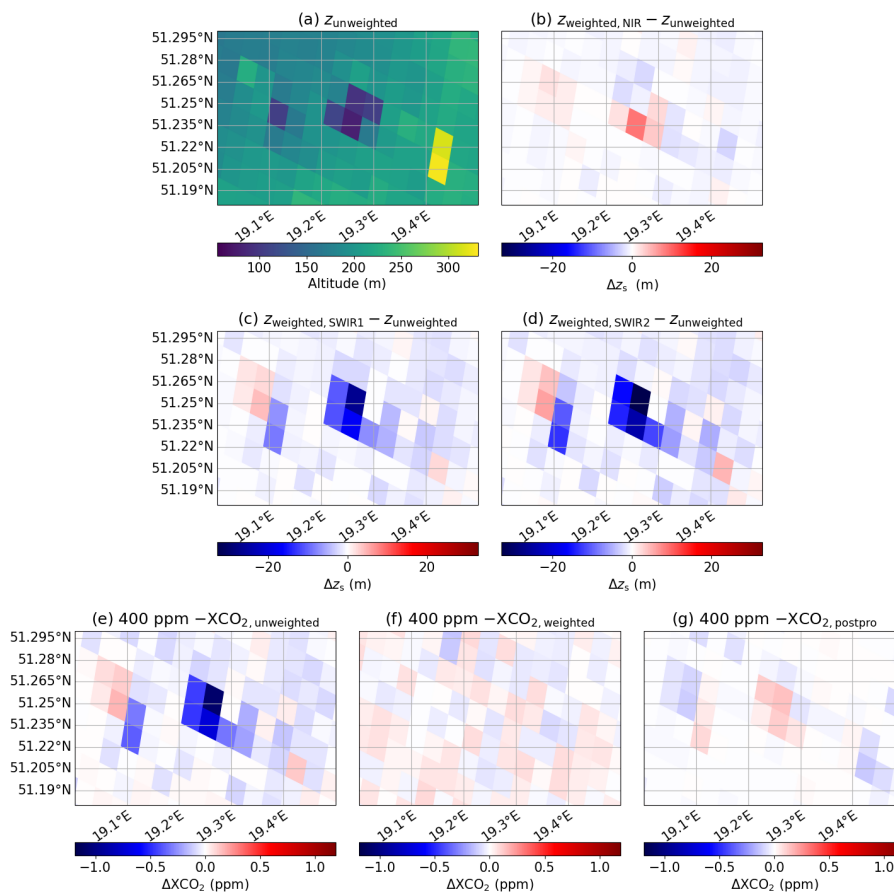 (a) z_unweighted
(b) z_weighted, NIR − z_unweighted
51.295°N
51.28°N
51.265°N
51.25°N
51.235°N
51.22°N
51.205°N
51.19°N
19.1°E 19.2°E 19.3°E 19.4°E
19.1°E 19.2°E 19.3°E 19.4°E
100 150 200 250 300
−20 0 20
Altitude (m)
Δz_s (m)
(c) z_weighted, SWIR1 − z_unweighted
(d) z_weighted, SWIR2 − z_unweighted
51.295°N
51.28°N
51.265°N
51.25°N
51.235°N
51.22°N
51.205°N
51.19°N
19.1°E 19.2°E 19.3°E 19.4°E
19.1°E 19.2°E 19.3°E 19.4°E
−20 0 20
−20 0 20
Δz_s (m)
Δz_s (m)
(e) 400 ppm −XCO₂, unweighted
(f) 400 ppm −XCO₂, weighted
(g) 400 ppm −XCO₂, postpro
51.295°N
51.28°N
51.265°N
51.25°N
51.235°N
51.22°N
51.205°N
51.19°N
19.1°E 19.2°E 19.3°E 19.4°E
19.1°E 19.2°E 19.3°E 19.4°E
19.1°E 19.2°E 19.3°E 19.4°E
−1.0 −0.5 0.0 0.5 1.0
−1.0 −0.5 0.0 0.5 1.0
−1.0 −0.5 0.0 0.5 1.0
ΔXCO₂ (ppm)
ΔXCO₂ (ppm)
ΔXCO₂ (ppm)